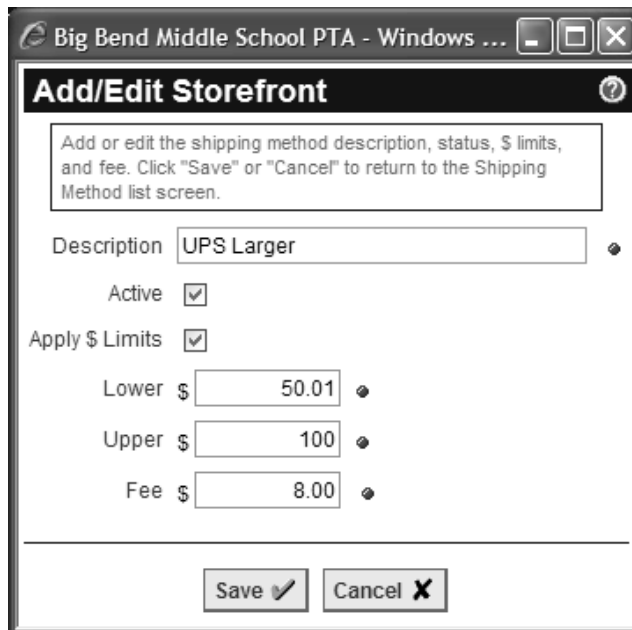 Big Bend Middle School PTA - Windows ...
Add/Edit Storefront
Add or edit the shipping method description, status, $ limits,
and fee. Click "Save" or "Cancel" to return to the Shipping
Method list screen.
Description UPS Larger
Active
Apply $ Limits
Lower $ 50.01
Upper $ 100
Fee $ 8.00
Save Cancel